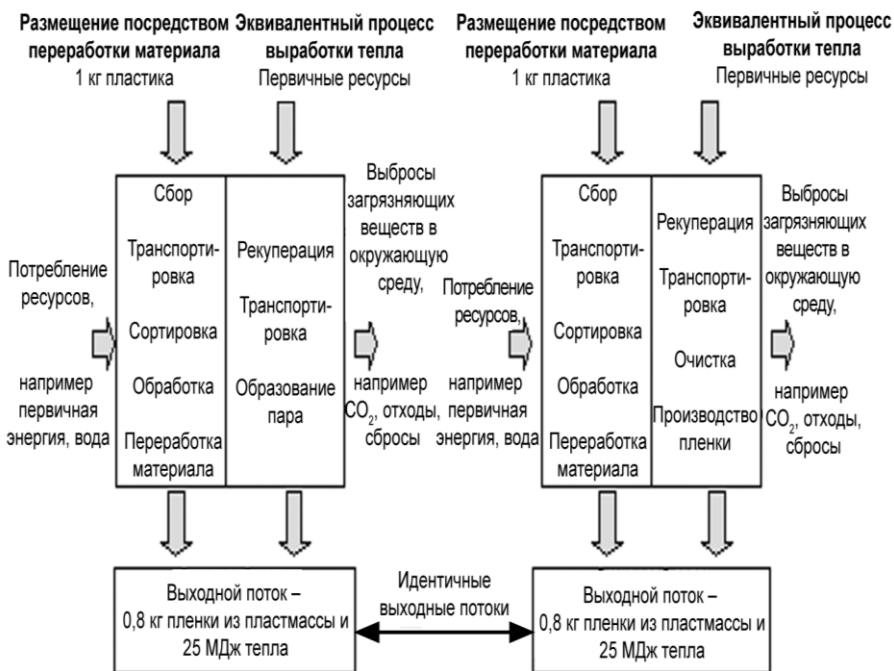 Размещение посредством
переработки материала
1 кг пластика
Эквивалентный процесс
выработки тепла
Первичные ресурсы
Размещение посредством
переработки материала
1 кг пластика
Эквивалентный процесс
выработки тепла
Первичные ресурсы
Потребление
ресурсов,
например
первичная
энергия, вода
Сбор
Транспорти-
ровка
Сортировка
Обработка
Переработка
материала
Рекуперация
Транспорти-
ровка
Образование
пара
Выбросы
загрязняющих
веществ в
окружающую
среду,
например
CO₂, отходы,
сбросы
Потребление
ресурсов,
например
первичная
энергия, вода
Сбор
Транспорти-
ровка
Сортировка
Обработка
Переработка
материала
Рекуперация
Транспорти-
ровка
Очистка
Производство
пленки
Выбросы
загрязняющих
веществ в
окружающую
среду,
например
CO₂, отходы,
сбросы
Выходной поток –
0,8 кг пленки из пластмассы и
25 МДж тепла
Идентичные
выходные потоки
Выходной поток –
0,8 кг пленки из пластмассы и
25 МДж тепла